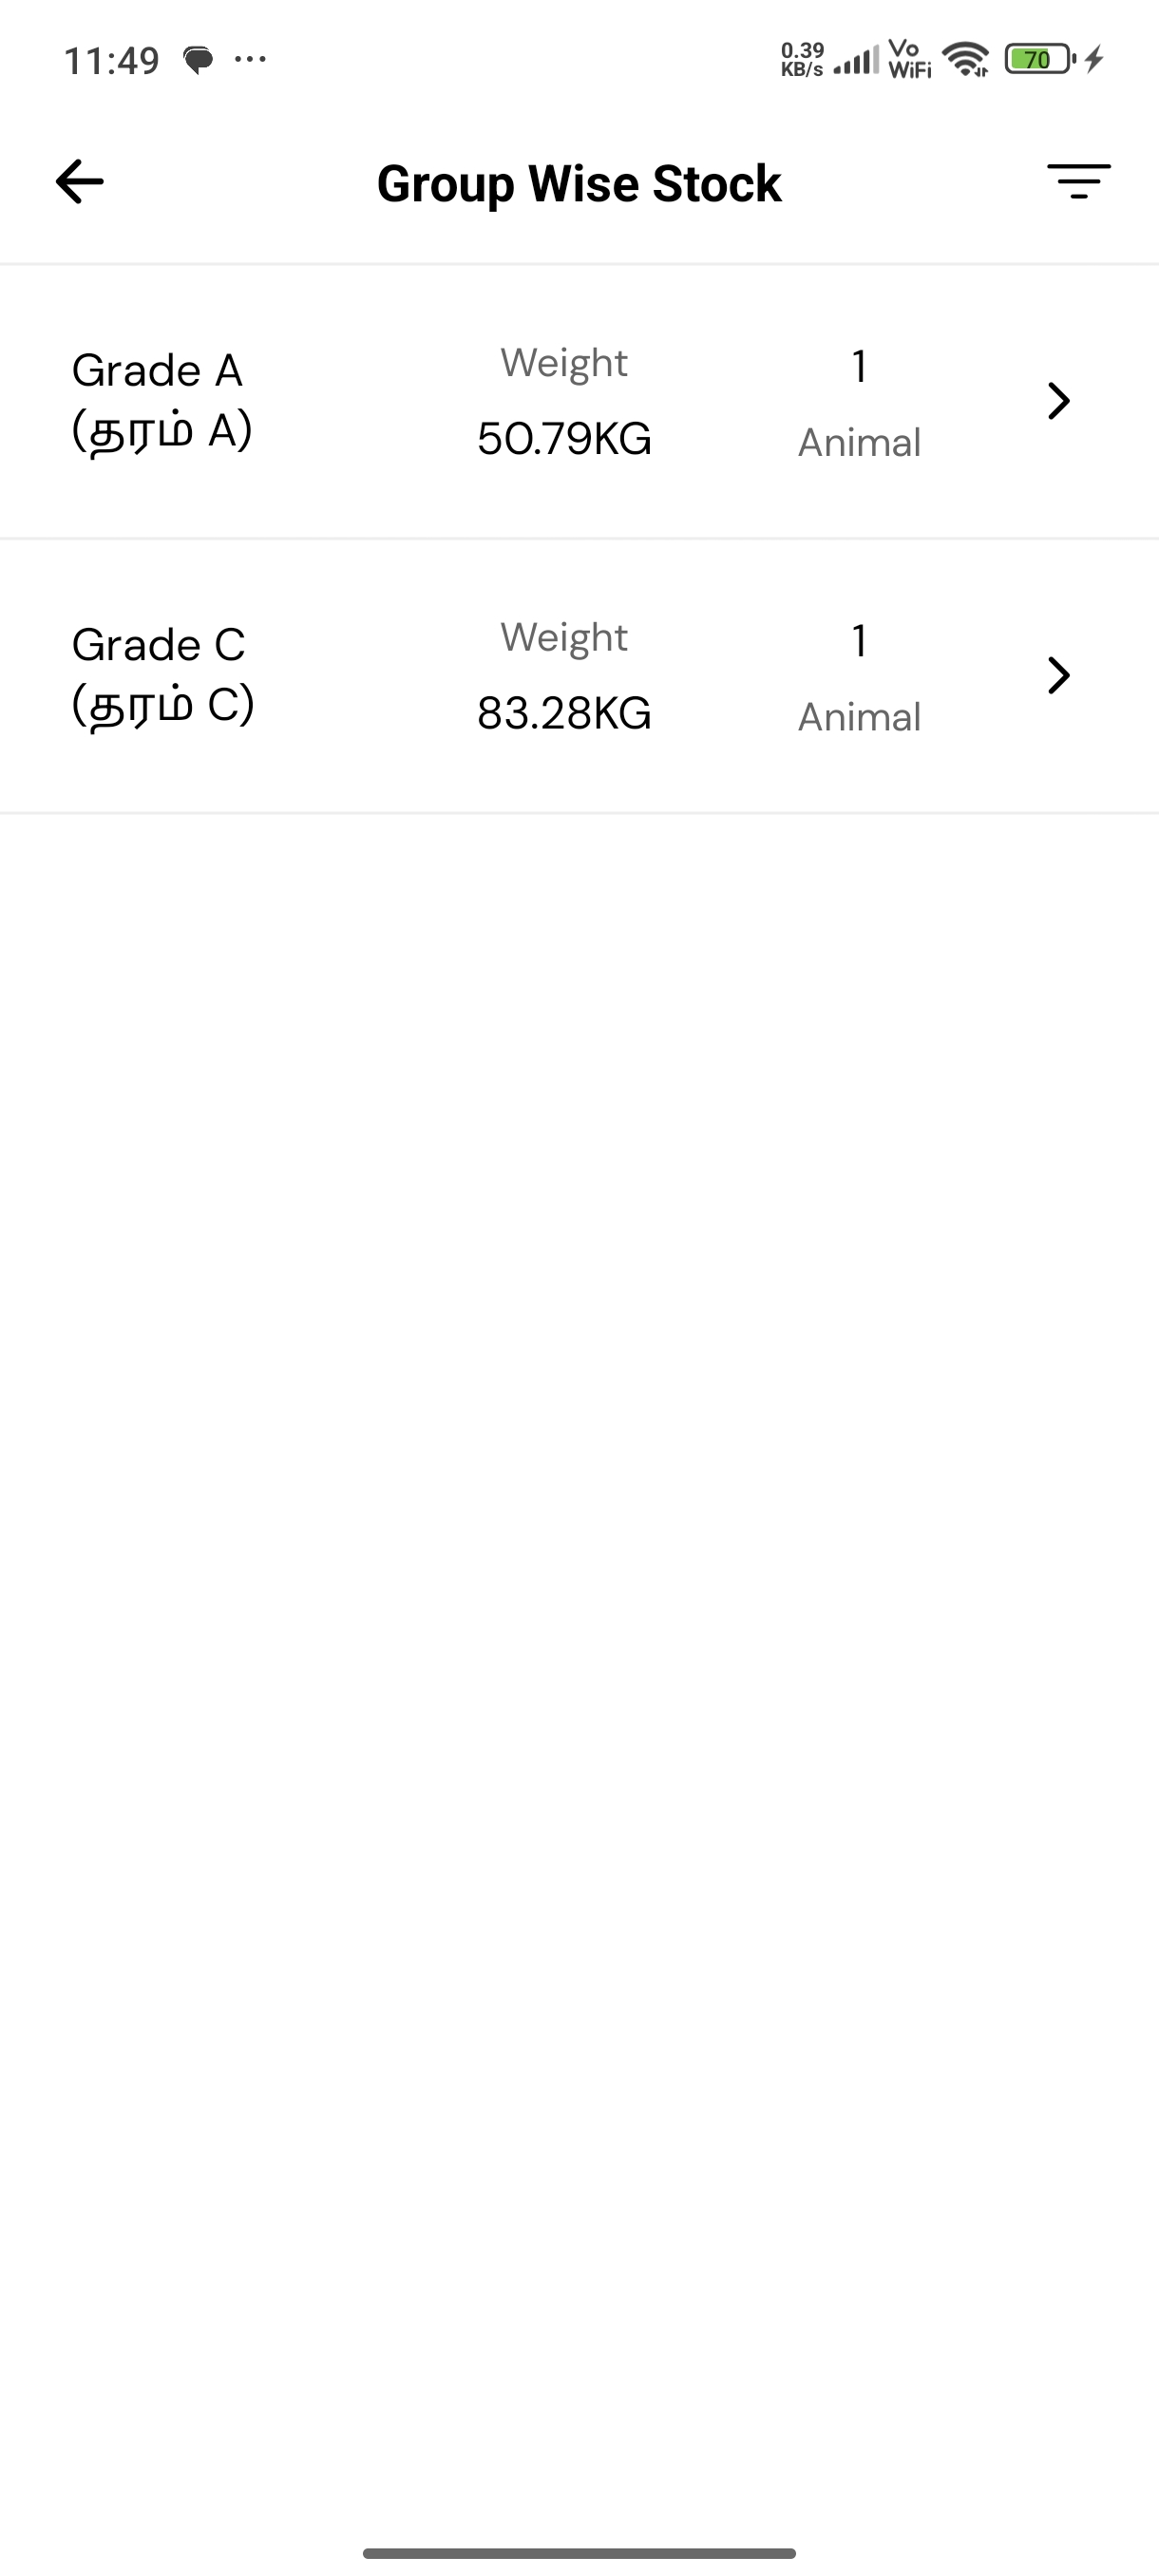 11:49 ... 0.39 KB/s Vo WiFi 70
Group Wise Stock
Grade A
(தரம் A)
Weight
50.79KG
1
Animal
Grade C
(தரம் C)
Weight
83.28KG
1
Animal